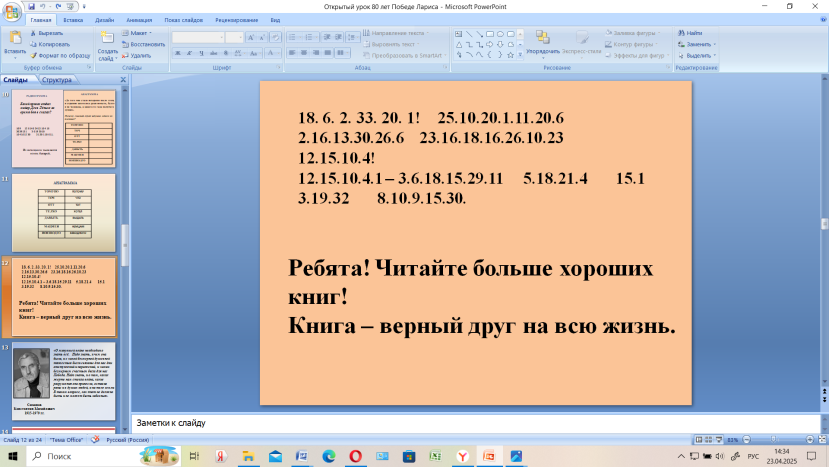 Открытый урок 80 лет Победе Лариса - Microsoft PowerPoint
Главная Вставка Дизайн Анимация Показ слайдов Рецензирование Вид
Вставить
Вырезать
Копировать
Формат по образцу
Буфер обмена
Создать слайд
Макет
Восстановить
Удалить
Слайды
Шрифт
Направление текста
Выровнять текст
Преобразовать в SmartArt
Абзац
Упорядочить
Экспресс-стили
Заливка фигуры
Контур фигуры
Эффекты для фигур
Рисование
Найти
Заменить
Выделить
Редактирование
Слайды Структура
10
11
12
18. 6. 2. 33. 20. 1! 25.10.20.1.11.20.6
2.16.13.30.26.6 23.16.18.16.26.10.23
12.15.10.4!
12.15.10.4.1 – 3.6.18.15.29.11 5.18.21.4 15.1
3.19.32 8.10.9.15.30.
Ребята! Читайте больше хороших
книг!
Книга – верный друг на всю жизнь.
13
Симонов
Константин Михайлович
14
18. 6. 2. 33. 20. 1! 25.10.20.1.11.20.6
2.16.13.30.26.6 23.16.18.16.26.10.23
12.15.10.4!
12.15.10.4.1 – 3.6.18.15.29.11 5.18.21.4 15.1
3.19.32 8.10.9.15.30.
Ребята! Читайте больше хороших
книг!
Книга – верный друг на всю жизнь.
Заметки к слайду
Слайд 12 из 24 "Тема Office" Русский (Россия) 83%
Поиск
РУС
14:34
23.04.2025